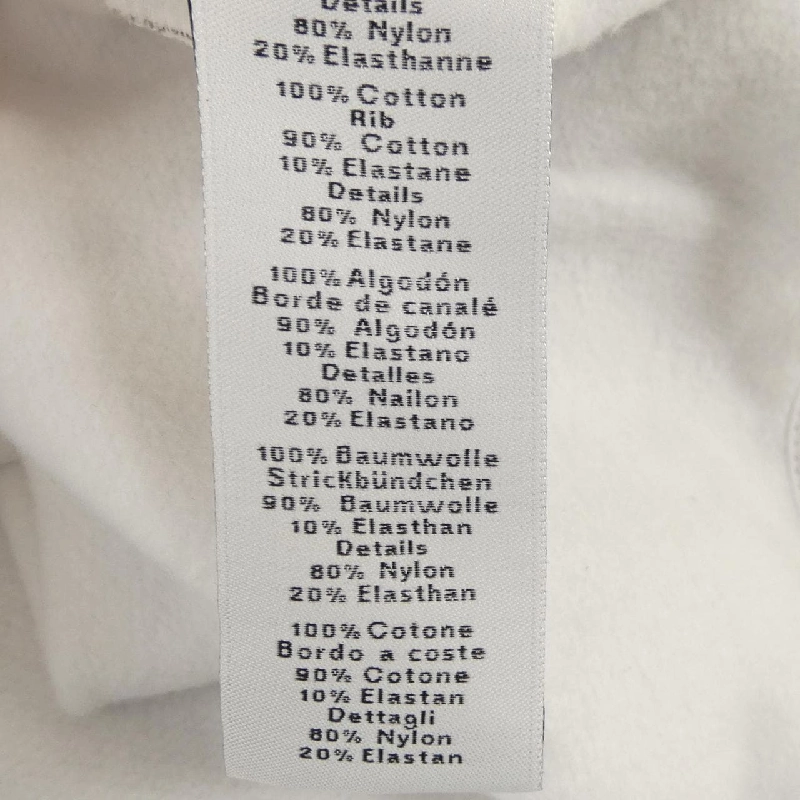 Details
80% Nylon
20% Elasthanne
100% Cotton
Rib
90% Cotton
10% Elastane
Details
80% Nylon
20% Elastane
100% Algodón
Borde de canalé
90% Algodón
10% Elastano
Detalles
80% Nailon
20% Elastano
100% Baumwolle
Strickbündchen
90% Baumwolle
10% Elasthan
Details
80% Nylon
20% Elasthan
100% Cotone
Bordo a coste
90% Cotone
10% Elastan
Dettagli
80% Nylon
20% Elastan